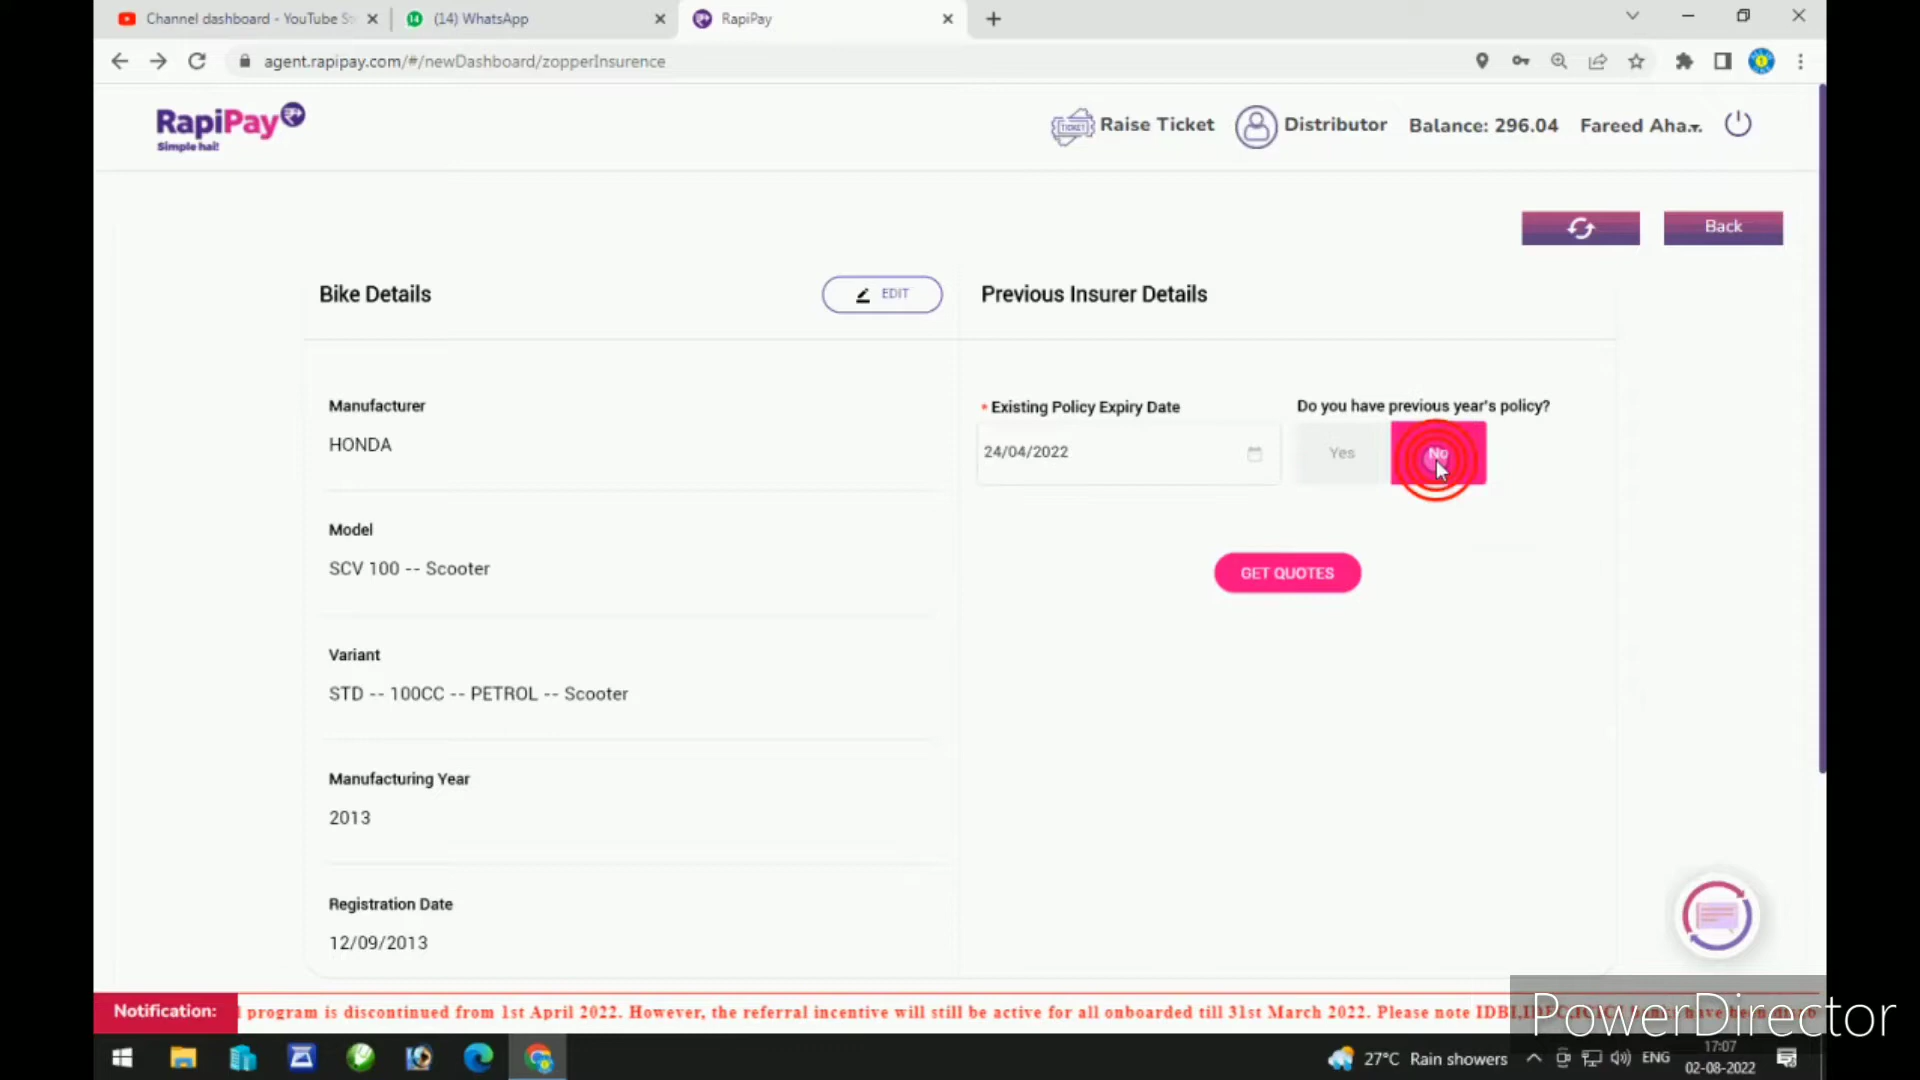 Channel dashboard - YouTube St
(14) WhatsApp
RapiPay
agent.rapipay.com/#/newDashboard/zopperInsurence
RapiPay
Simple hai!
TICKET
Raise Ticket
Distributor
Balance: 296.04
Fareed Aha...
Back
Bike Details
EDIT
Previous Insurer Details
Manufacturer
HONDA
* Existing Policy Expiry Date
24/04/2022
Do you have previous year's policy?
Yes
No
Model
SCV 100 -- Scooter
GET QUOTES
Variant
STD -- 100CC -- PETROL -- Scooter
Manufacturing Year
2013
Registration Date
12/09/2013
Notification:
program is discontinued from 1st April 2022. However, the referral incentive will still be active for all onboarded till 31st March 2022. Please note IDBI,
PowerDirector
27°C Rain showers
ENG
17:07
02-08-2022